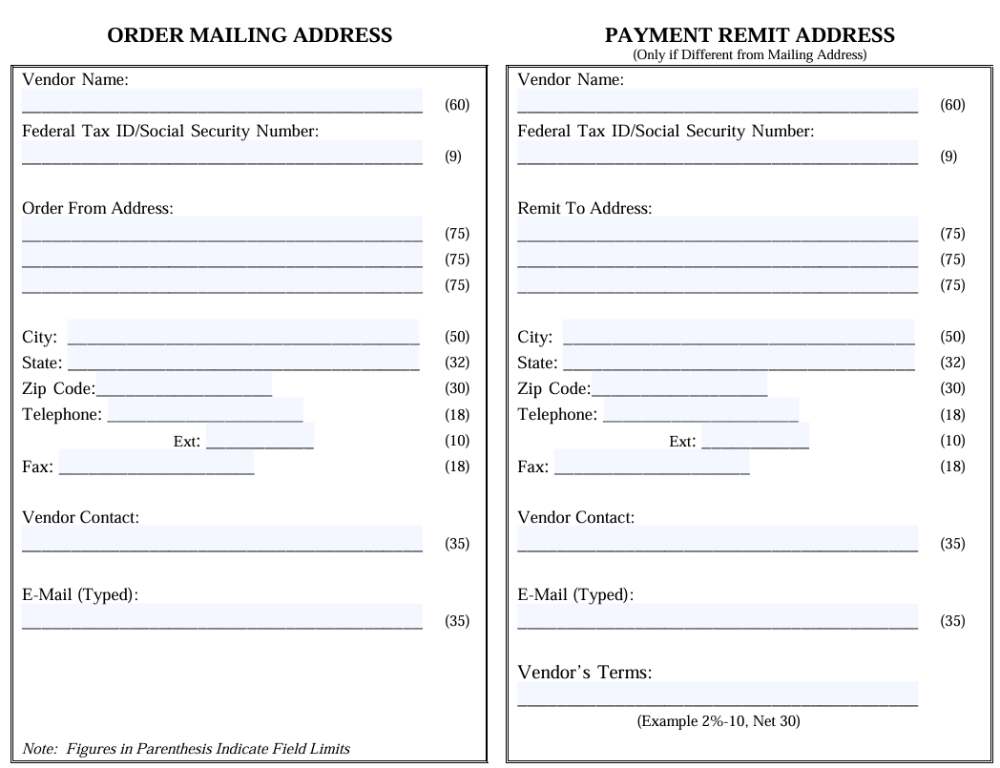 ORDER MAILING ADDRESS
Vendor Name:
(60)
Federal Tax ID/Social Security Number:
(9)
Order From Address:
(75)
(75)
(75)
City: (50)
State: (32)
Zip Code: (30)
Telephone: (18)
Ext: (10)
Fax: (18)
Vendor Contact:
(35)
E-Mail (Typed):
(35)
Note: Figures in Parenthesis Indicate Field Limits
PAYMENT REMIT ADDRESS
(Only if Different from Mailing Address)
Vendor Name:
(60)
Federal Tax ID/Social Security Number:
(9)
Remit To Address:
(75)
(75)
(75)
City: (50)
State: (32)
Zip Code: (30)
Telephone: (18)
Ext: (10)
Fax: (18)
Vendor Contact:
(35)
E-Mail (Typed):
(35)
Vendor's Terms:
(Example 2%-10, Net 30)